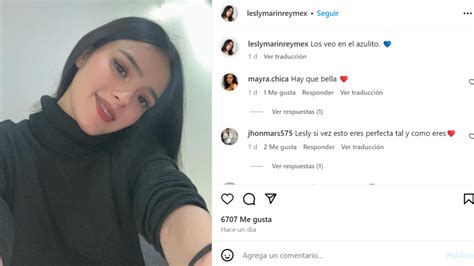 leslymarinreymex • Seguir
leslymarinreymex Los veo en el azulito. 💙
1 d Ver traducción
mayra.chica Hay que bella ❤️
1 d 1 Me gusta Responder Ver traducción
Ver respuestas (1)
jhonmars575 Lesly si vez esto eres perfecta tal y como eres❤️
1 d 2 Me gusta Responder Ver traducción
Ver respuestas (1)
6707 Me gusta
Hace un día
Agrega un comentario...
Publicar